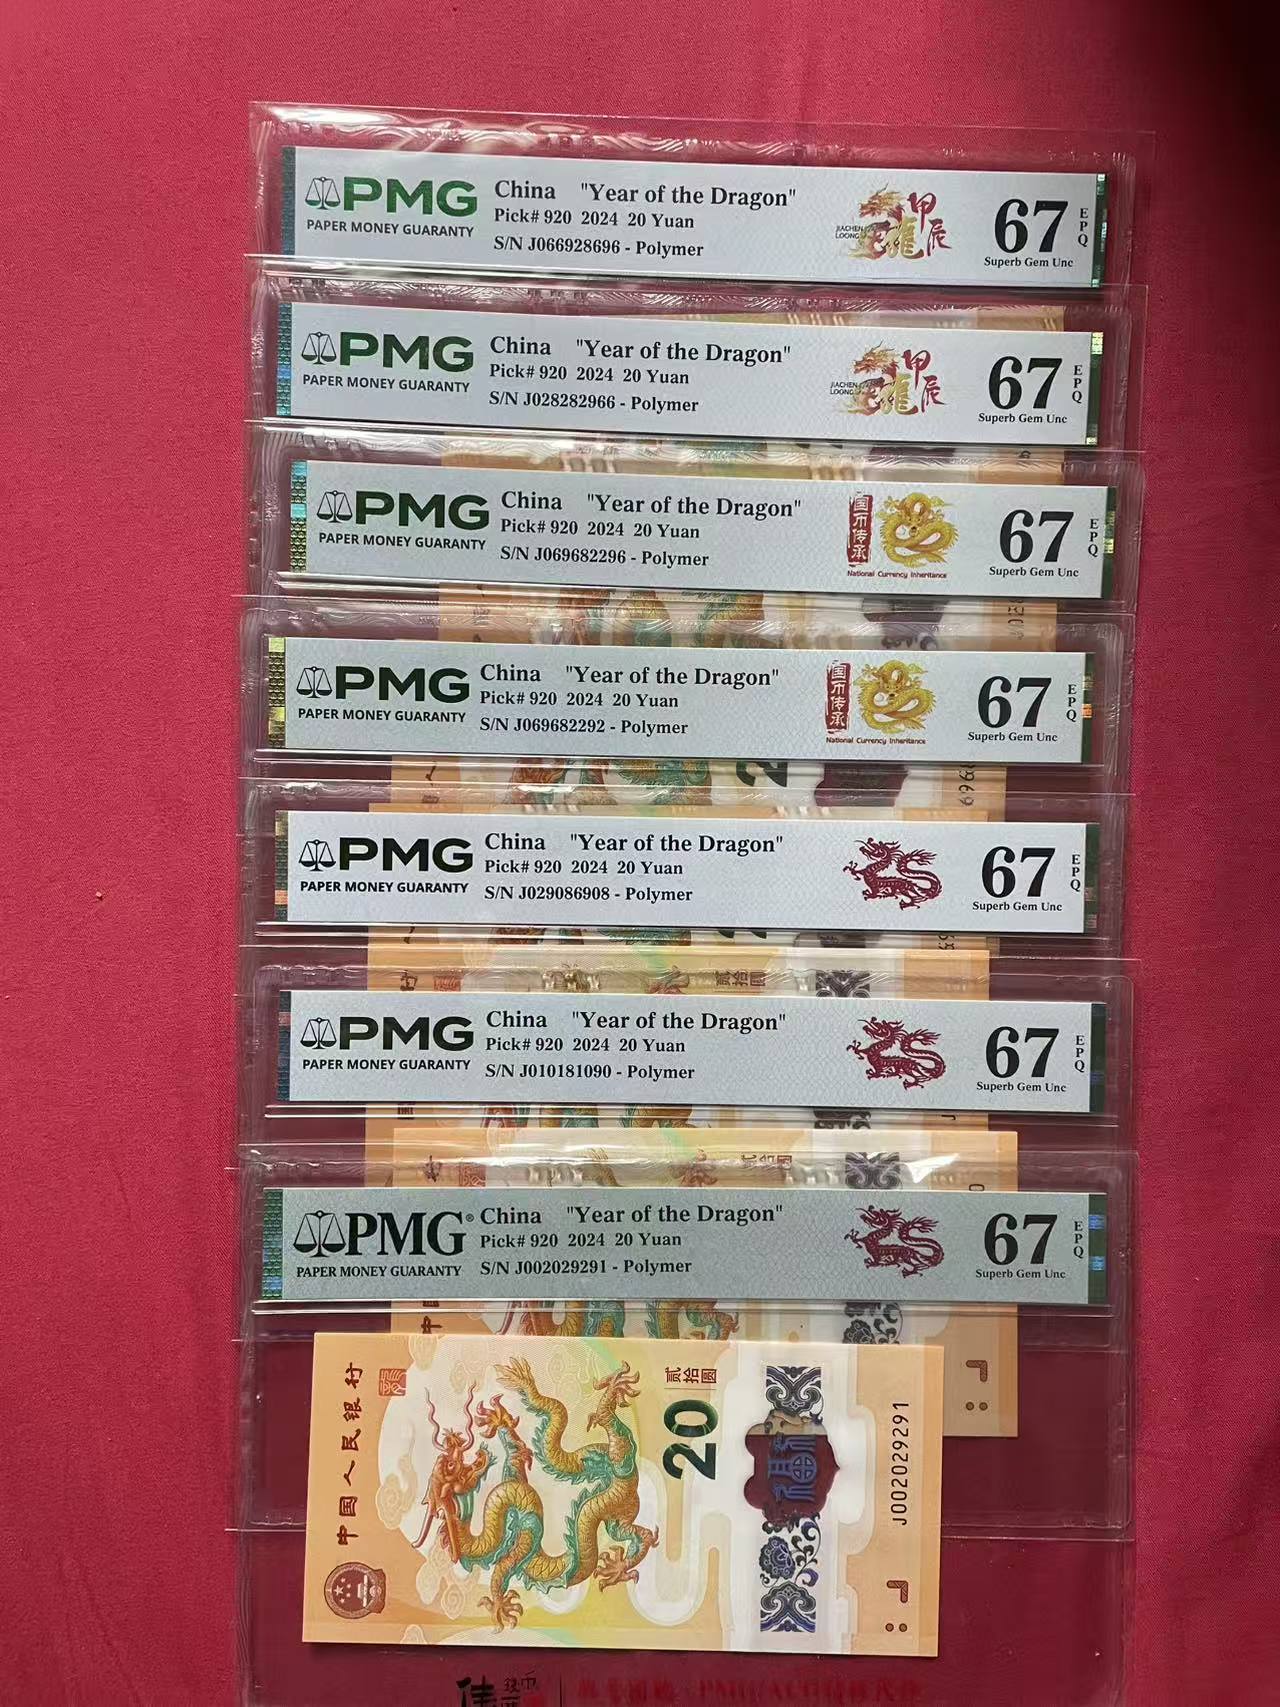 PMG
PAPER MONEY GUARANTY
China "Year of the Dragon"
Pick# 920 2024 20 Yuan
S/N J066928696 - Polymer
JIACHEN
LOONG
甲辰
龍
67
EPQ
Superb Gem Unc
PMG
PAPER MONEY GUARANTY
China "Year of the Dragon"
Pick# 920 2024 20 Yuan
S/N J028282966 - Polymer
JIACHEN
LOONG
甲辰
龍
67
EPQ
Superb Gem Unc
PMG
PAPER MONEY GUARANTY
China "Year of the Dragon"
Pick# 920 2024 20 Yuan
S/N J069682296 - Polymer
国币传承
National Currency Inheritance
67
EPQ
Superb Gem Unc
PMG
PAPER MONEY GUARANTY
China "Year of the Dragon"
Pick# 920 2024 20 Yuan
S/N J069682292 - Polymer
国币传承
National Currency Inheritance
67
EPQ
Superb Gem Unc
PMG
PAPER MONEY GUARANTY
China "Year of the Dragon"
Pick# 920 2024 20 Yuan
S/N J029086908 - Polymer
67
EPQ
Superb Gem Unc
贰拾圆
PMG
PAPER MONEY GUARANTY
China "Year of the Dragon"
Pick# 920 2024 20 Yuan
S/N J010181090 - Polymer
67
EPQ
Superb Gem Unc
贰拾圆
PMG®
PAPER MONEY GUARANTY
China "Year of the Dragon"
Pick# 920 2024 20 Yuan
S/N J002029291 - Polymer
67
EPQ
Superb Gem Unc
中国人民银行
贰拾圆
20
福
J002029291